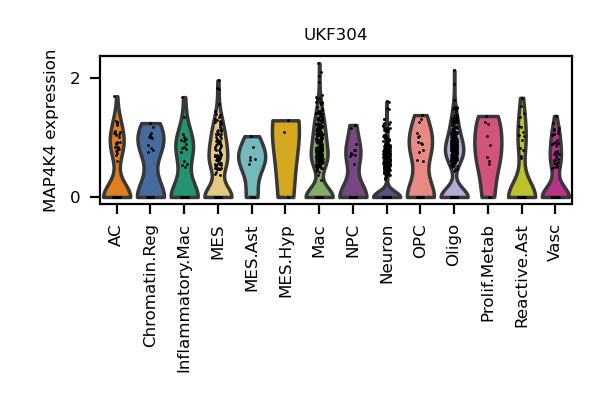 UKF304
MAP4K4 expression
2
0
AC
Chromatin.Reg
Inflammatory.Mac
MES
MES.Ast
MES.Hyp
Mac
NPC
Neuron
OPC
Oligo
Prolif.Metab
Reactive.Ast
Vasc